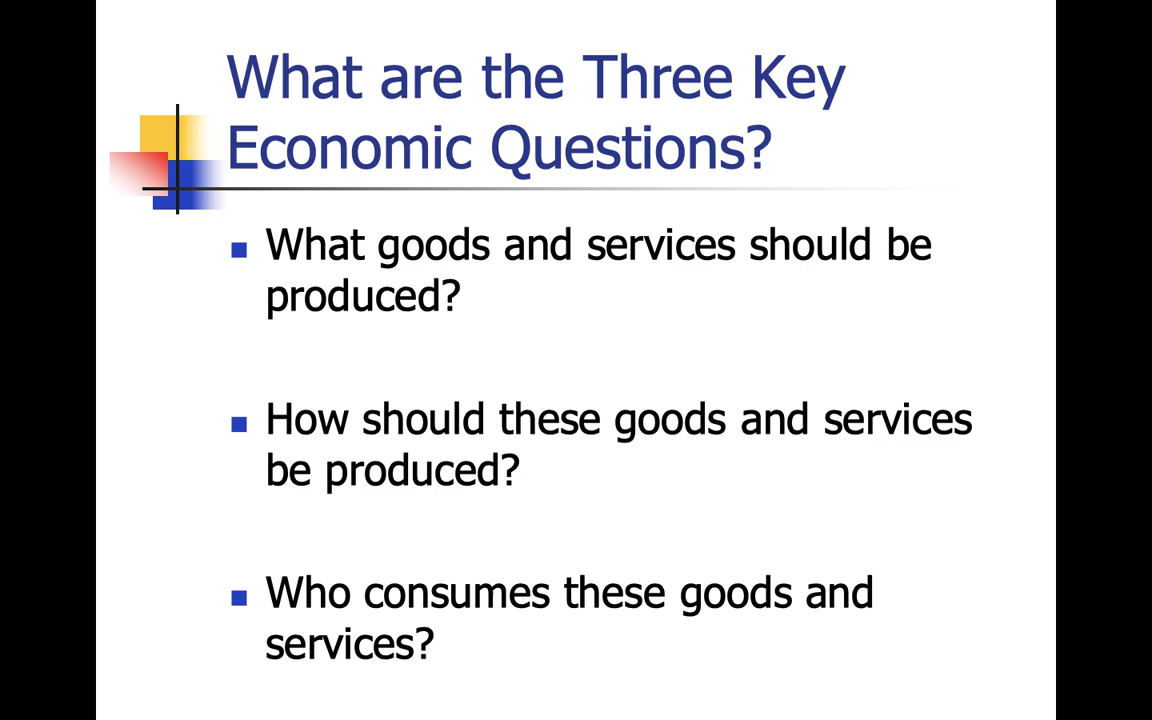 What are the Three Key
Economic Questions?
What goods and services should be
produced?
How should these goods and services
be produced?
Who consumes these goods and
services?